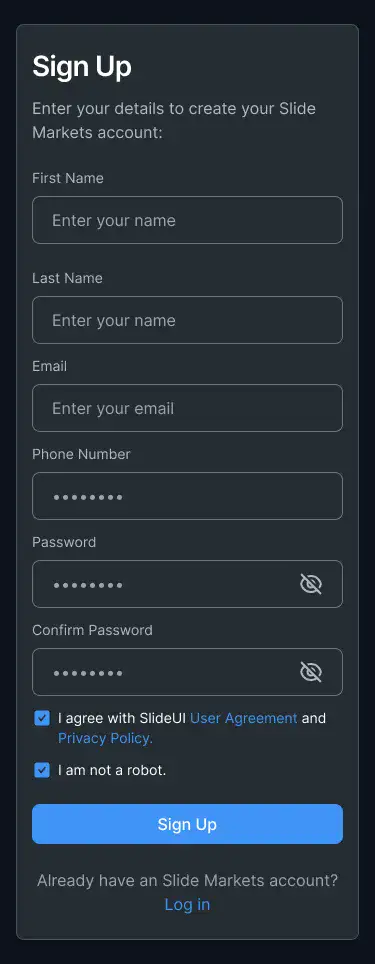 Sign Up
Enter your details to create your Slide
Markets account:
First Name
Enter your name
Last Name
Enter your name
Email
Enter your email
Phone Number
••••••••
Password
••••••••
Confirm Password
••••••••
I agree with SlideUI User Agreement and
Privacy Policy.
I am not a robot.
Sign Up
Already have an Slide Markets account?
Log in